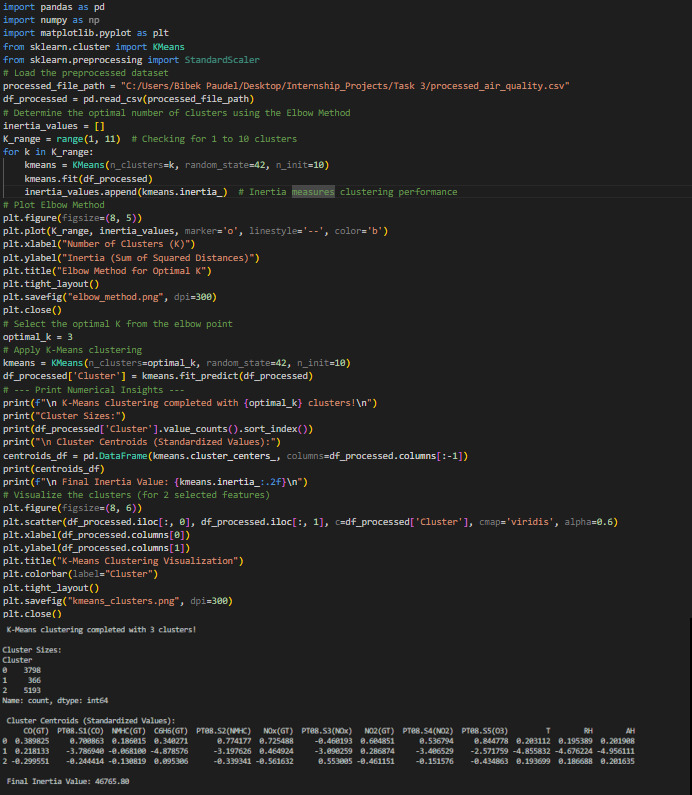 import pandas as pd
import numpy as np
import matplotlib.pyplot as plt
from sklearn.cluster import KMeans
from sklearn.preprocessing import StandardScaler
# Load the preprocessed dataset
processed_file_path = "C:/Users/Bibek Paudel/Desktop/Internship_Projects/Task 3/processed_air_quality.csv"
df_processed = pd.read_csv(processed_file_path)
# Determine the optimal number of clusters using the Elbow Method
inertia_values = []
K_range = range(1, 11)  # Checking for 1 to 10 clusters
for k in K_range:
    kmeans = KMeans(n_clusters=k, random_state=42, n_init=10)
    kmeans.fit(df_processed)
    inertia_values.append(kmeans.inertia_)  # Inertia measures clustering performance
# Plot Elbow Method
plt.figure(figsize=(8, 5))
plt.plot(K_range, inertia_values, marker='o', linestyle='--', color='b')
plt.xlabel("Number of Clusters (K)")
plt.ylabel("Inertia (Sum of Squared Distances)")
plt.title("Elbow Method for Optimal K")
plt.tight_layout()
plt.savefig("elbow_method.png", dpi=300)
plt.close()
# Select the optimal K from the elbow point
optimal_k = 3
# Apply K-Means clustering
kmeans = KMeans(n_clusters=optimal_k, random_state=42, n_init=10)
df_processed['Cluster'] = kmeans.fit_predict(df_processed)
# --- Print Numerical Insights ---
print(f"\n K-Means clustering completed with {optimal_k} clusters!\n")
print("Cluster Sizes:")
print(df_processed['Cluster'].value_counts().sort_index())
print("\n Cluster Centroids (Standardized Values):")
centroids_df = pd.DataFrame(kmeans.cluster_centers_, columns=df_processed.columns[:-1])
print(centroids_df)
print(f"\n Final Inertia Value: {kmeans.inertia_:.2f}\n")
# Visualize the clusters (for 2 selected features)
plt.figure(figsize=(8, 6))
plt.scatter(df_processed.iloc[:, 0], df_processed.iloc[:, 1], c=df_processed['Cluster'], cmap='viridis', alpha=0.6)
plt.xlabel(df_processed.columns[0])
plt.ylabel(df_processed.columns[1])
plt.title("K-Means Clustering Visualization")
plt.colorbar(label="Cluster")
plt.tight_layout()
plt.savefig("kmeans_clusters.png", dpi=300)
plt.close()
K-Means clustering completed with 3 clusters!
Cluster Sizes:
Cluster
0    3798
1     366
2    5193
Name: count, dtype: int64
Cluster Centroids (Standardized Values):
CO(GT)  PT08.S1(CO)  NMHC(GT)  C6H6(GT)  PT08.S2(NMHC)  NOx(GT)  PT08.S3(NOx)  NO2(GT)  PT08.S4(NO2)  PT08.S5(O3)  T  RH  AH
0 0.389825 0.700863 0.186015 0.340271 0.774177 0.725488 -0.460193 0.604851 0.536794 0.844778 0.203112 0.195389 0.201908
1 0.218133 -3.786940 -0.068100 -4.878576 -3.197626 0.464924 -3.090259 0.286874 -3.406529 -2.571759 -4.855832 -4.676224 -4.956111
2 -0.299551 -0.244414 -0.130819 0.095306 -0.339341 -0.561632 0.553005 -0.461151 -0.151576 -0.434863 0.193699 0.186688 0.201635
Final Inertia Value: 46765.80